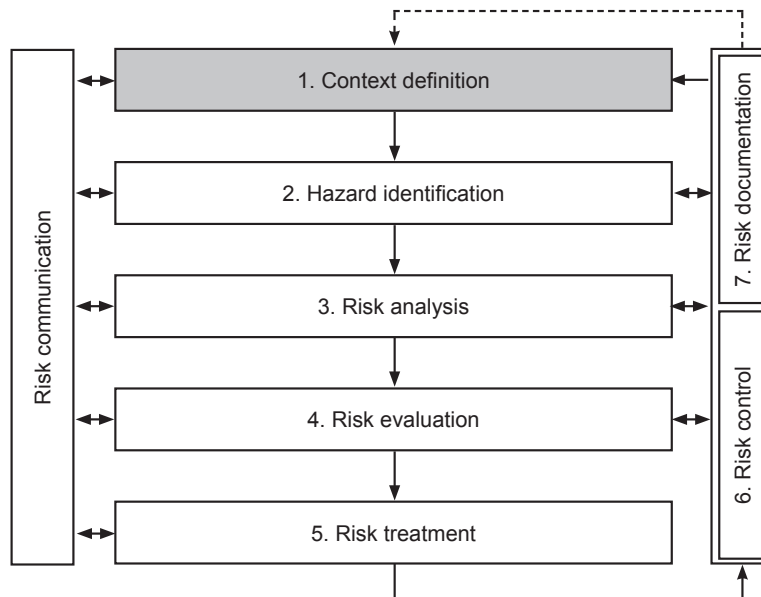 1. Context definition
2. Hazard identification
3. Risk analysis
4. Risk evaluation
5. Risk treatment
Risk communication
7. Risk documentation
6. Risk control